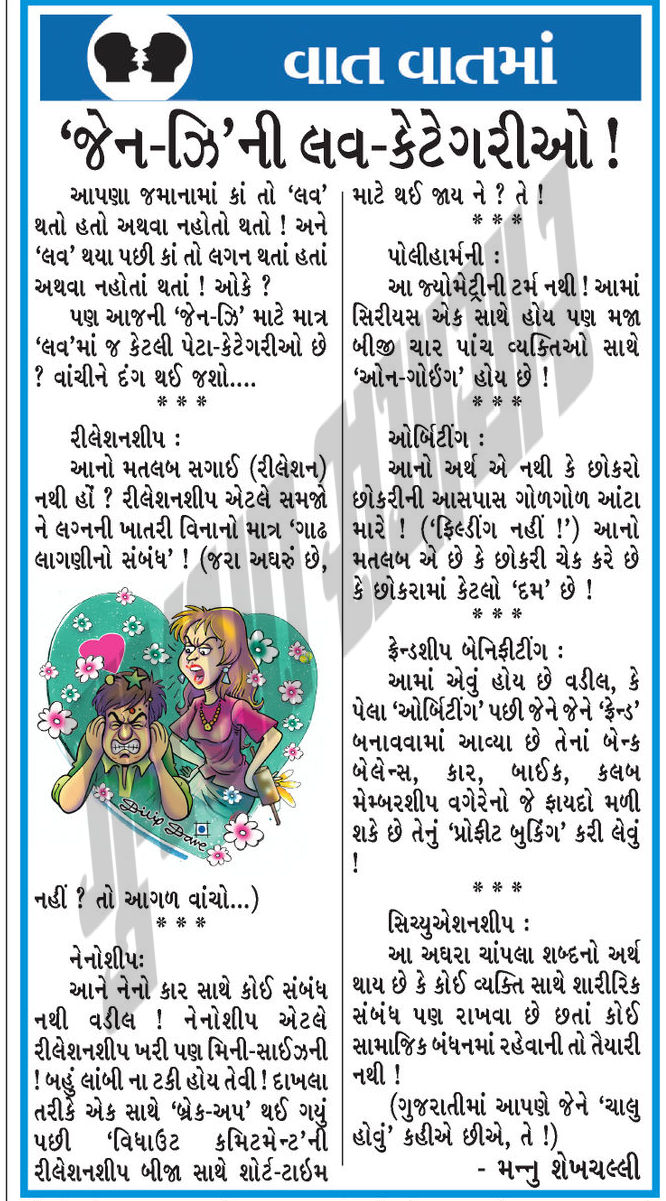 વાત વાતમાં
'જેન-ઝિ'ની લવ-કેટેગરીઓ !
આપણા જમાનામાં કાં તો 'લવ'
થતો હતો અથવા નહોતો થતો ! અને
'લવ' થયા પછી કાં તો લગન થતાં હતાં
અથવા નહોતાં થતાં ! ઓકે ?
પણ આજની 'જેન-ઝિ' માટે માત્ર
'લવ'માં જ કેટલી પેટા-કેટેગરીઓ છે
? વાંચીને દંગ થઈ જશો....
* * *
રીલેશનશીપ :
આનો મતલબ સગાઈ (રીલેશન)
નથી હોં ? રીલેશનશીપ એટલે સમજો
ને લગ્નની ખાતરી વિનાનો માત્ર 'ગાઢ
લાગણીનો સંબંધ' ! (જરા અઘરું છે,
Dilip Dave
નહીં ? તો આગળ વાંચો...)
* * *
નેનોશીપઃ
આને નેનો કાર સાથે કોઈ સંબંધ
નથી વડીલ ! નેનોશીપ એટલે
રીલેશનશીપ ખરી પણ મિની-સાઈઝની
! બહું લાંબી ના ટકી હોય તેવી ! દાખલા
તરીકે એક સાથે 'બ્રેક-અપ' થઈ ગયું
પછી 'વિધાઉટ કમિટમેન્ટ'ની
રીલેશનશીપ બીજા સાથે શોર્ટ-ટાઇમ
માટે થઈ જાય ને ? તે !
* * *
પોલીહાર્મની :
આ જ્યોમેટ્રીની ટર્મ નથી ! આમાં
સિરીયસ એક સાથે હોય પણ મજા
બીજી ચાર પાંચ વ્યક્તિઓ સાથે
'ઓન-ગોઇંગ' હોય છે !
* * *
ઓર્બિટીંગ :
આનો અર્થ એ નથી કે છોકરો
છોકરીની આસપાસ ગોળગોળ આંટા
મારે ! ('ફિલ્ડીંગ નહીં !') આનો
મતલબ એ છે કે છોકરી ચેક કરે છે
કે છોકરામાં કેટલો 'દમ' છે !
* * *
ફ્રેન્ડશીપ બેનિફીટીંગ :
આમાં એવું હોય છે વડીલ, કે
પેલા 'ઓર્બિટીંગ' પછી જેને જેને 'ફ્રેન્ડ'
બનાવવામાં આવ્યા છે તેનાં બેન્ક
બેલેન્સ, કાર, બાઈક, કલબ
મેમ્બરશીપ વગેરેનો જે ફાયદો મળી
શકે છે તેનું 'પ્રોફીટ બુકિંગ' કરી લેવું
!
* * *
સિચ્યુએશનશીપ :
આ અઘરા ચાંપલા શબ્દનો અર્થ
થાય છે કે કોઈ વ્યક્તિ સાથે શારીરિક
સંબંધ પણ રાખવા છે છતાં કોઈ
સામાજિક બંધનમાં રહેવાની તો તૈયારી
નથી !
(ગુજરાતીમાં આપણે જેને 'ચાલુ
હોવું' કહીએ છીએ, તે !)
- મન્નુ શેખચલ્લી
ગુજરાત સમાચાર